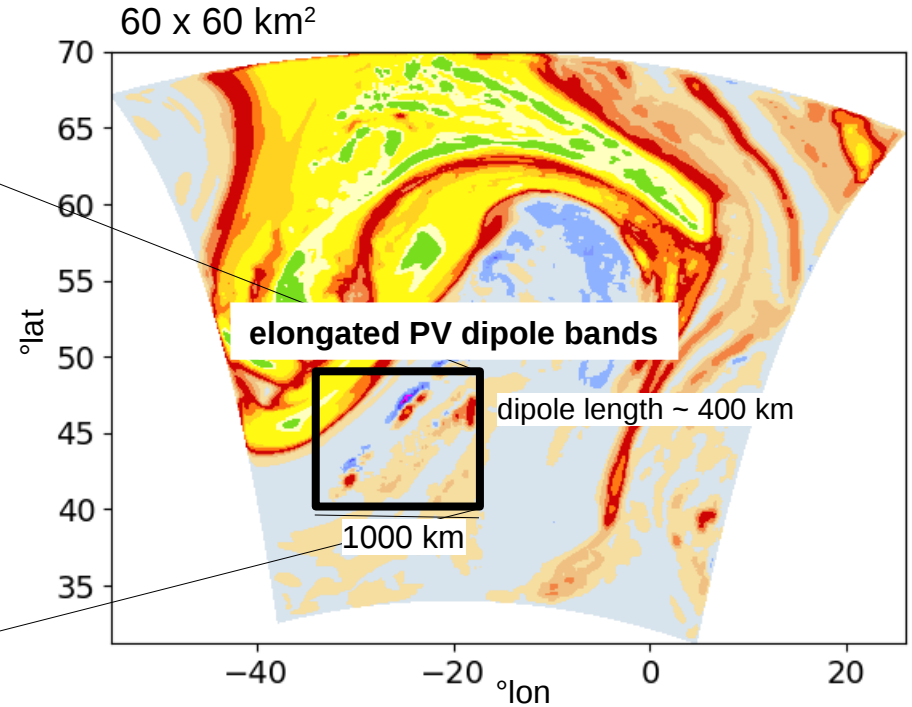 60 x 60 km²
70
65
60
55
50
45
40
35
°lat
elongated PV dipole bands
dipole length ~ 400 km
1000 km
−40
−20
0
20
°lon